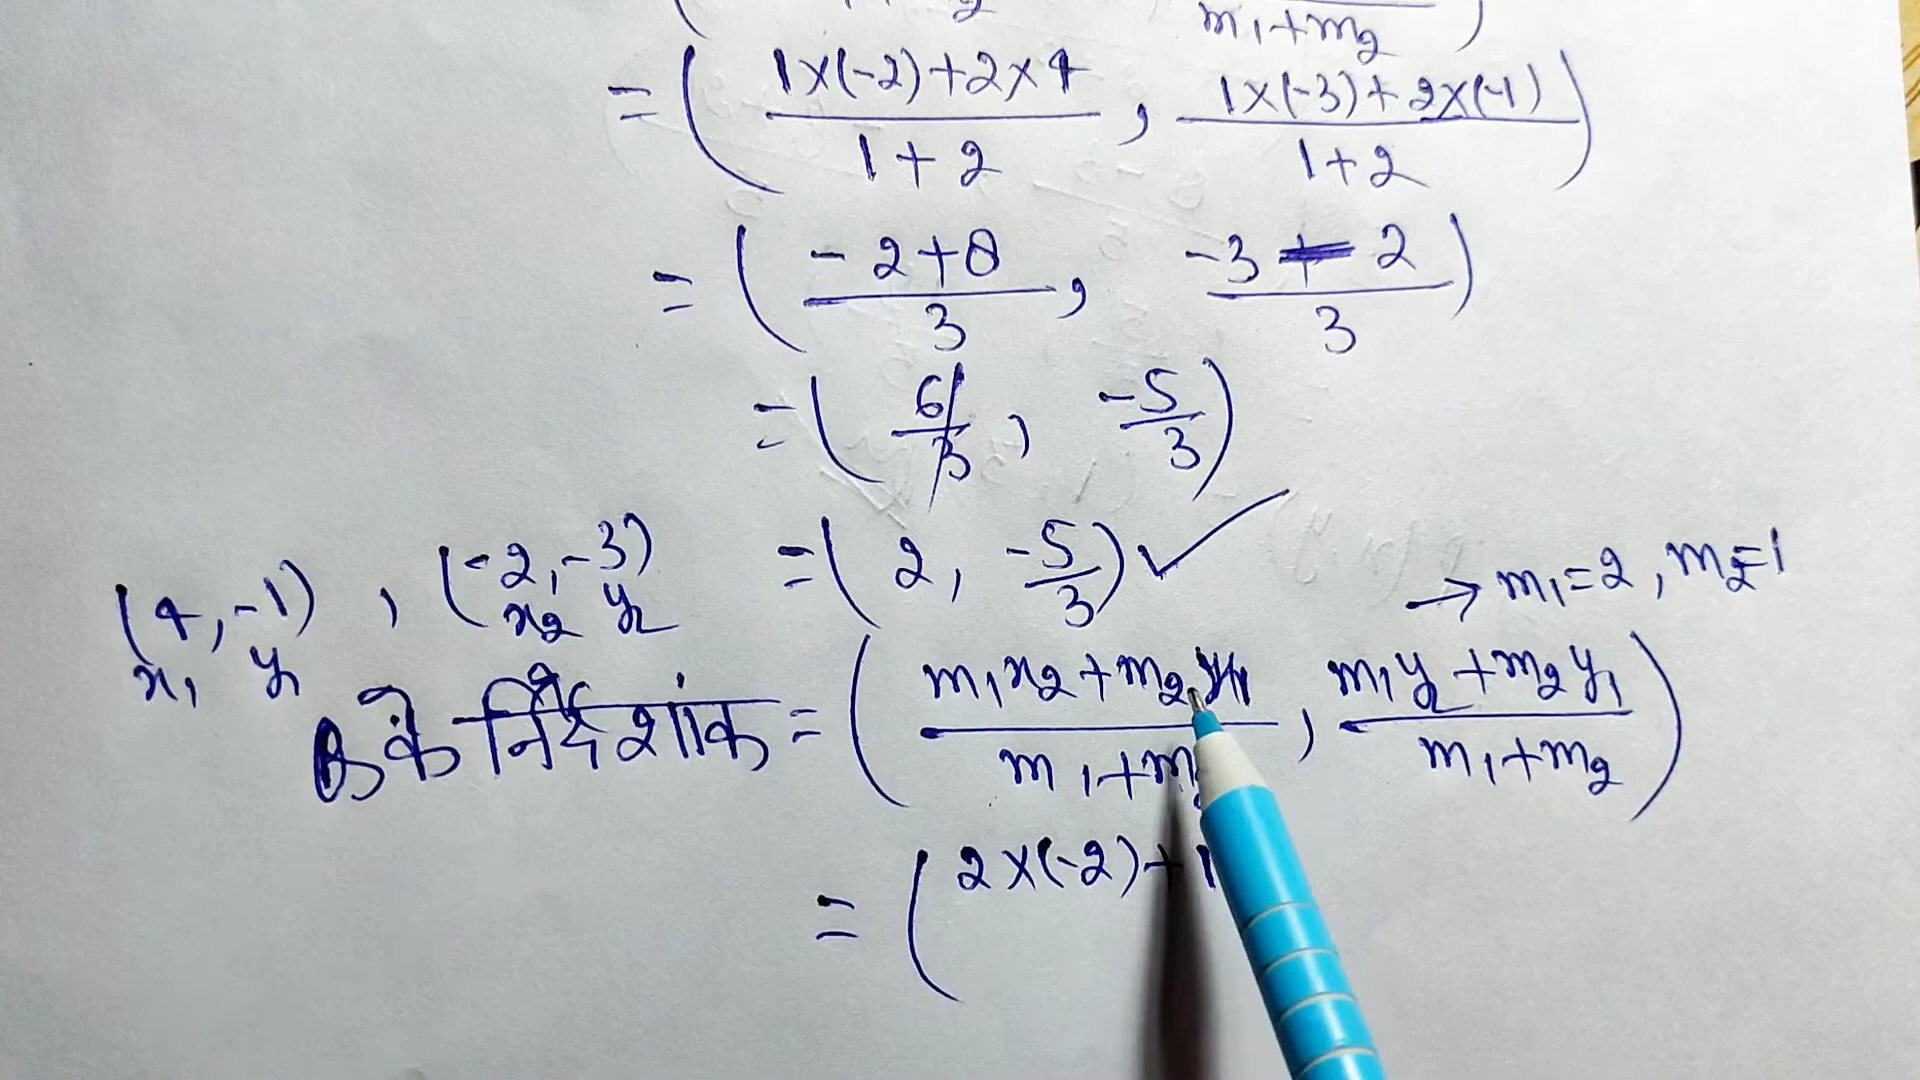 m₁+m₂
= ( 1×(-2)+2×4 / 1+2 , 1×(-3)+2×(-1) / 1+2 )
= ( -2+8 / 3 , -3 - 2 / 3 )
= ( 6/3 , -5/3 )
(4,-1) , (-2,-3) = ( 2, -5/3 ) ✓ → m₁=2, m₂=1
x₁ y₁ x₂ y₂
B के निर्देशांक = ( m₁x₂+m₂x₁ / m₁+m₂ , m₁y₂+m₂y₁ / m₁+m₂ )
= ( 2×(-2)+1